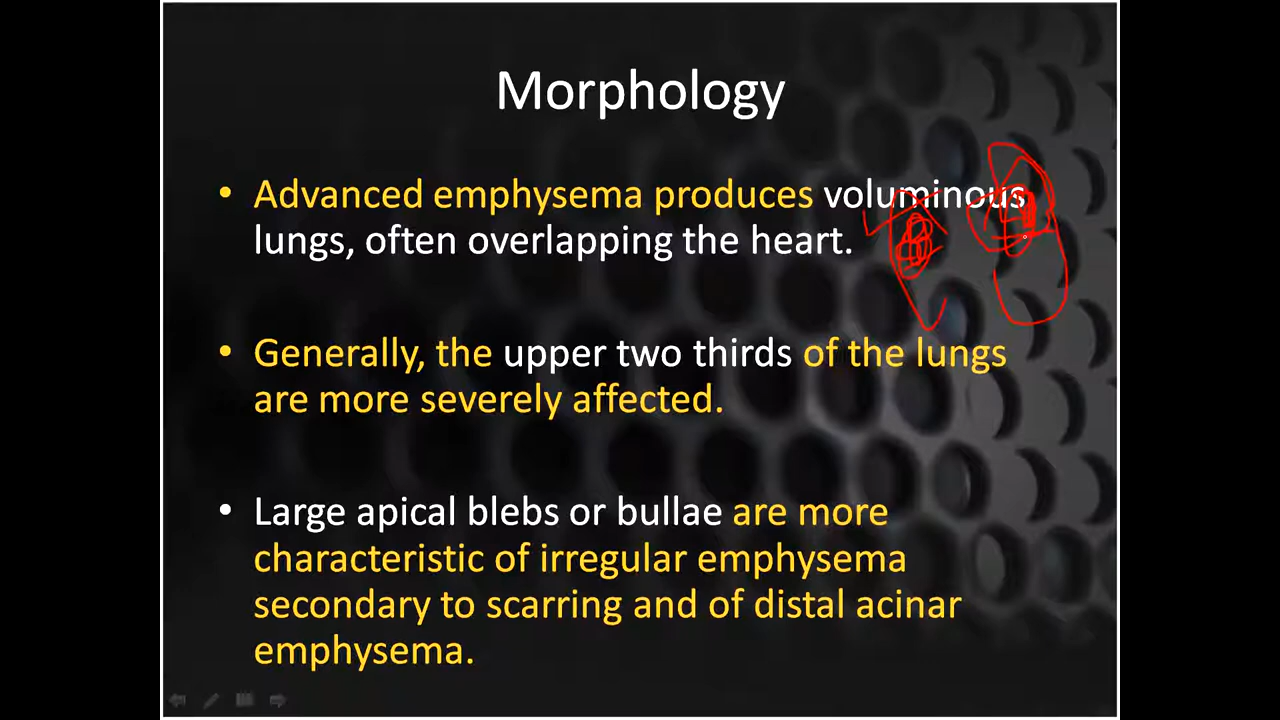 Morphology
• Advanced emphysema produces voluminous
lungs, often overlapping the heart.
• Generally, the upper two thirds of the lungs
are more severely affected.
• Large apical blebs or bullae are more
characteristic of irregular emphysema
secondary to scarring and of distal acinar
emphysema.